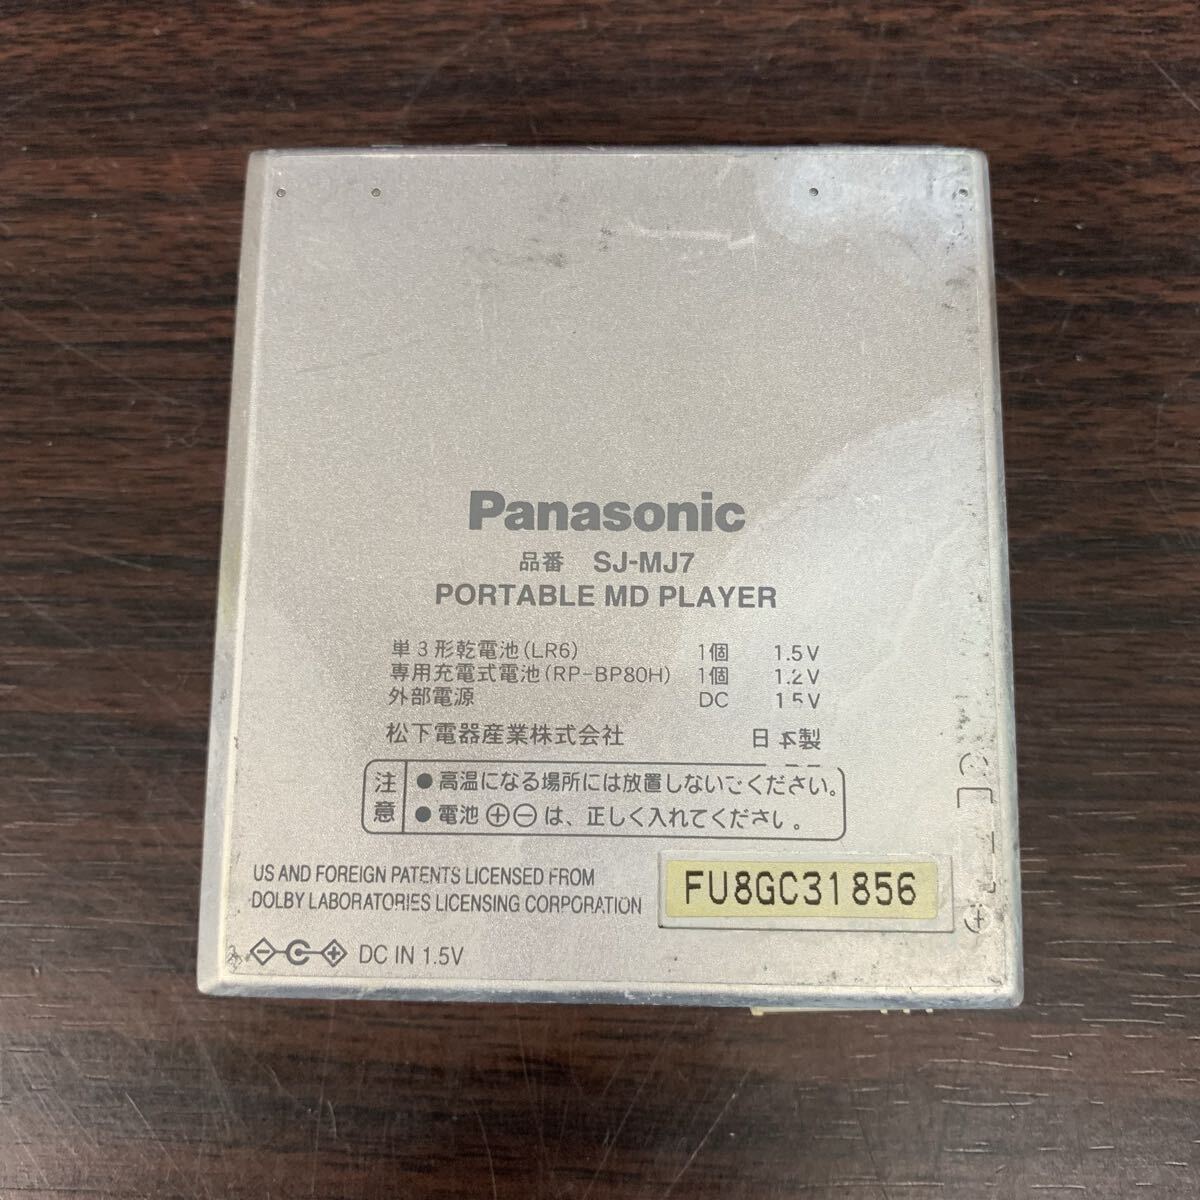 Panasonic
品番 SJ-MJ7
PORTABLE MD PLAYER
単3形乾電池(LR6) 1個 1.5V
専用充電式電池(RP-BP80H) 1個 1.2V
外部電源 DC 1.5V
松下電器産業株式会社 日本製
注意
●高温になる場所には放置しないでください。
●電池⊕⊖は、正しく入れてください。
US AND FOREIGN PATENTS LICENSED FROM
DOLBY LABORATORIES LICENSING CORPORATION
FU8GC31856
DC IN 1.5V